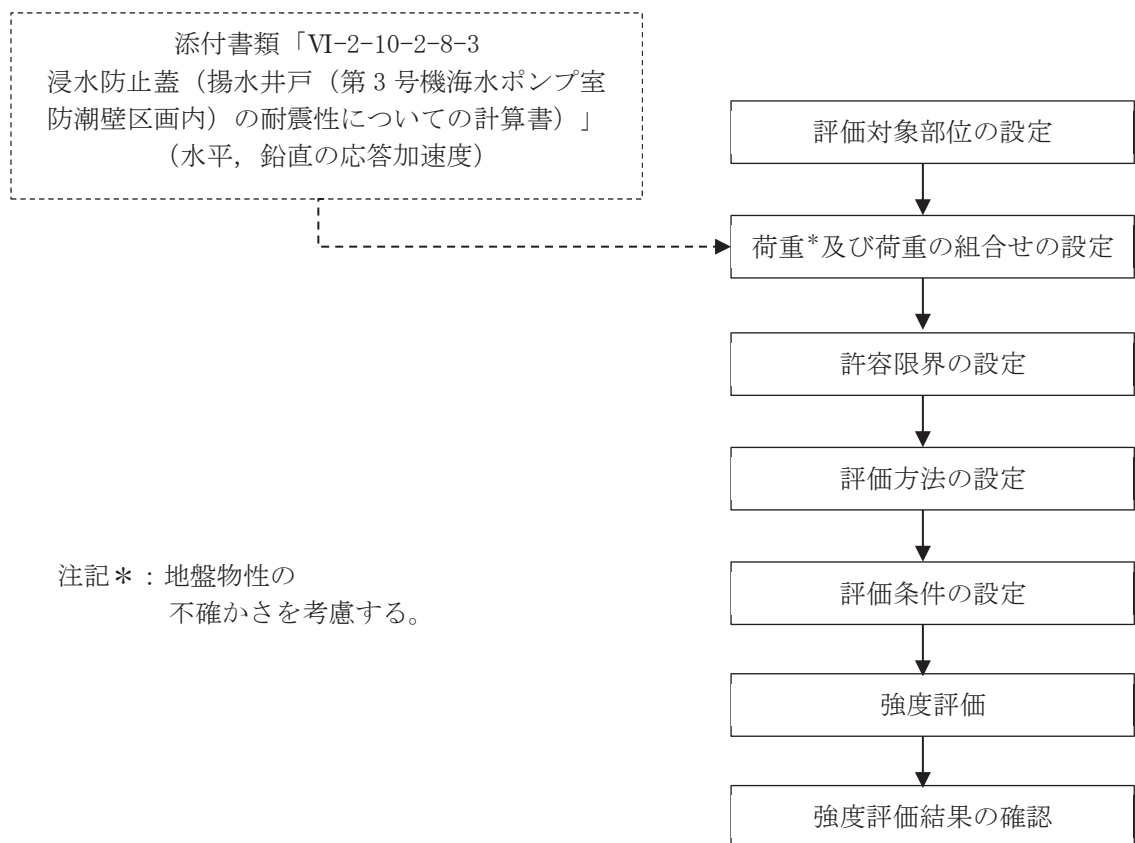 添付書類「Ⅵ-2-10-2-8-3
浸水防止蓋（揚水井戸（第3号機海水ポンプ室
防潮壁区画内）の耐震性についての計算書）」
（水平，鉛直の応答加速度）
評価対象部位の設定
荷重*及び荷重の組合せの設定
許容限界の設定
評価方法の設定
評価条件の設定
強度評価
強度評価結果の確認
注記＊：地盤物性の
不確かさを考慮する。